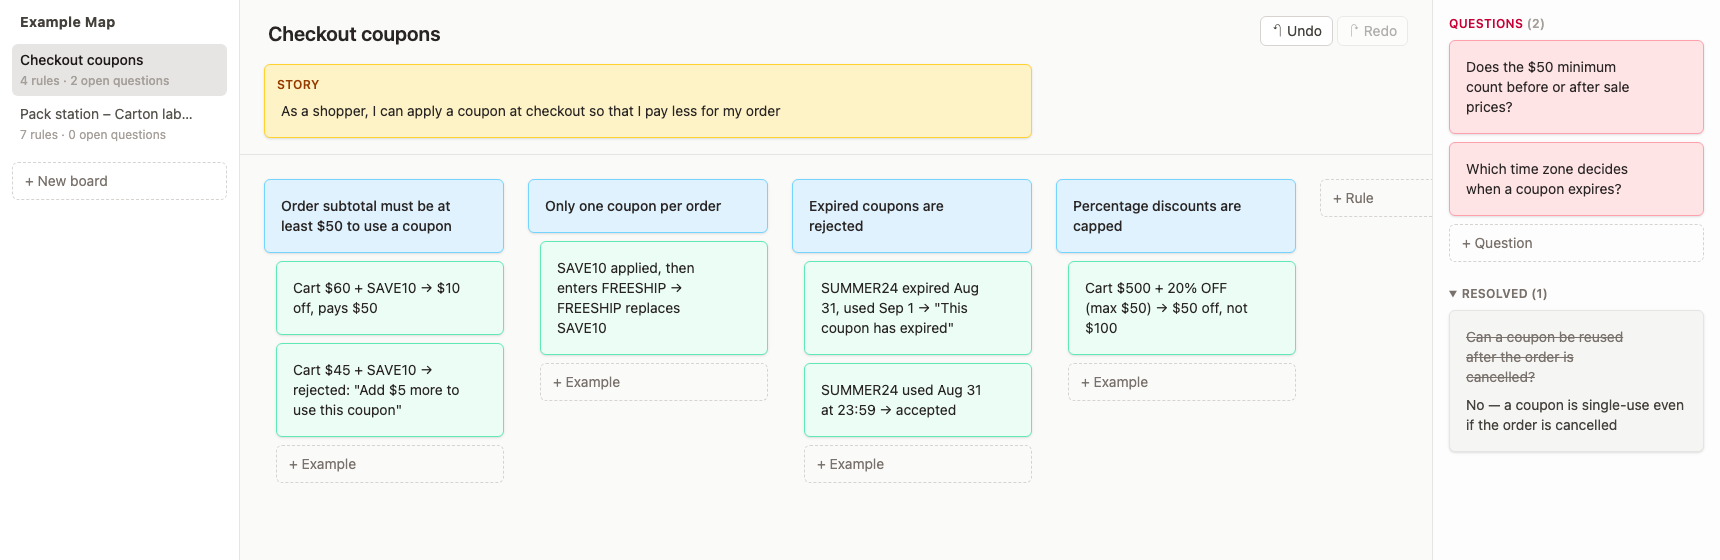 Example Map
Checkout coupons
4 rules · 2 open questions
Pack station – Carton lab...
7 rules · 0 open questions
+ New board
Checkout coupons
Undo
Redo
STORY
As a shopper, I can apply a coupon at checkout so that I pay less for my order
Order subtotal must be at
least $50 to use a coupon
Cart $60 + SAVE10 → $10
off, pays $50
Cart $45 + SAVE10 →
rejected: "Add $5 more to
use this coupon"
+ Example
Only one coupon per order
SAVE10 applied, then
enters FREESHIP →
FREESHIP replaces
SAVE10
+ Example
Expired coupons are
rejected
SUMMER24 expired Aug
31, used Sep 1 → "This
coupon has expired"
SUMMER24 used Aug 31
at 23:59 → accepted
+ Example
Percentage discounts are
capped
Cart $500 + 20% OFF
(max $50) → $50 off, not
$100
+ Example
+ Rule
QUESTIONS (2)
Does the $50 minimum
count before or after sale
prices?
Which time zone decides
when a coupon expires?
+ Question
▼ RESOLVED (1)
Can a coupon be reused
after the order is
cancelled?
No — a coupon is single-use even
if the order is cancelled